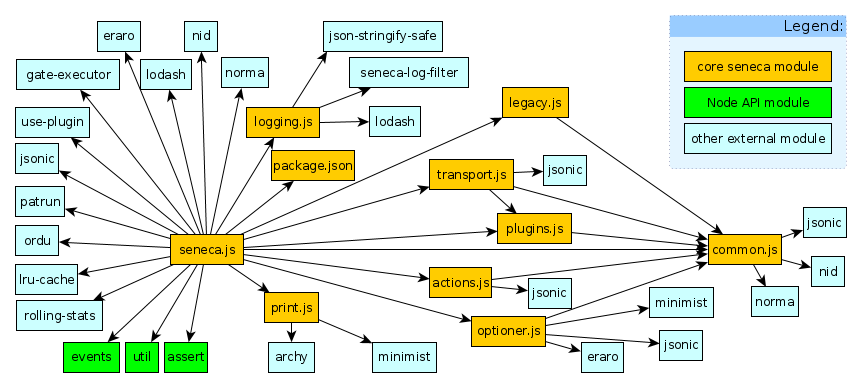 Legend:
core seneca module
Node API module
other external module
eraro
nid
json-stringify-safe
gate-executor
lodash
norma
seneca-log-filter
use-plugin
logging.js
lodash
legacy.js
jsonic
package.json
transport.js
jsonic
patrun
plugins.js
jsonic
ordu
seneca.js
common.js
lru-cache
actions.js
jsonic
nid
rolling-stats
print.js
minimist
norma
optioner.js
jsonic
events
util
assert
archy
minimist
eraro